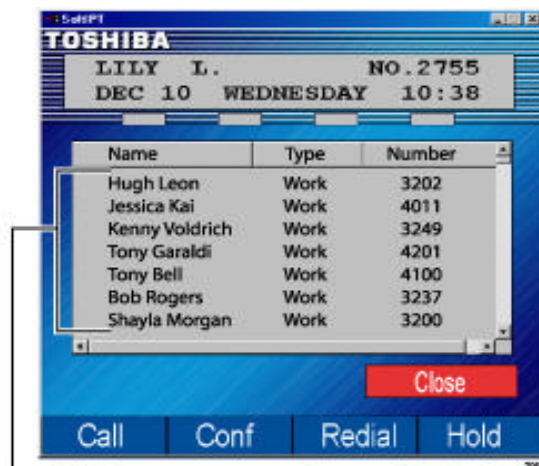 SoftIPT
TOSHIBA
LILY L. NO.2755
DEC 10 WEDNESDAY 10:38
Name Type Number
Hugh Leon Work 3202
Jessica Kai Work 4011
Kenny Voldrich Work 3249
Tony Garaldi Work 4201
Tony Bell Work 4100
Bob Rogers Work 3237
Shayla Morgan Work 3200
Close
Call Conf Redial Hold